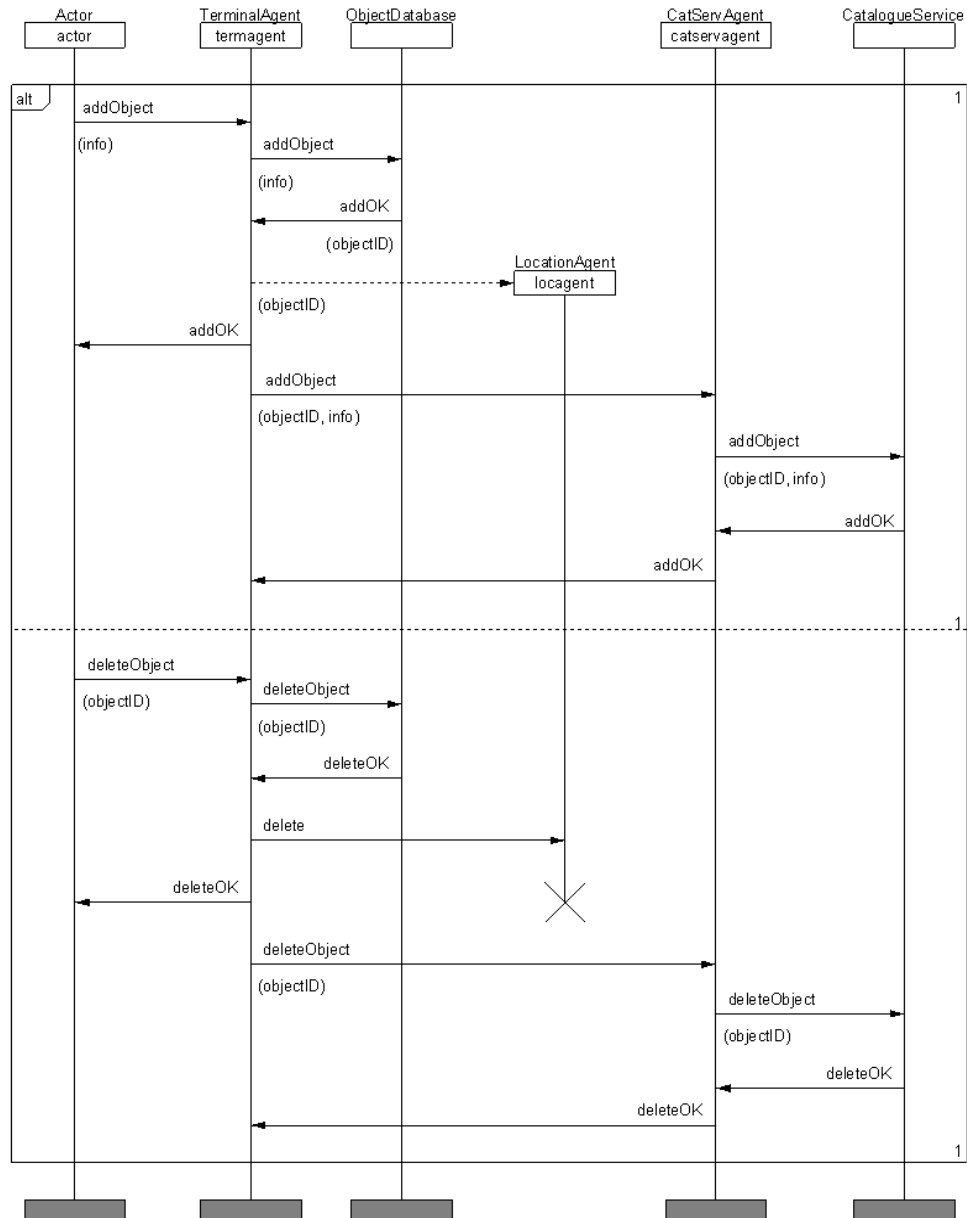 Actor TerminalAgent ObjectDatabase CatServAgent CatalogueService
actor termagent catservagent
alt 1
addObject
(info) addObject
(info)
addOK
(objectID)
LocationAgent
locagent
(objectID)
addOK
addObject
(objectID, info)
addObject
(objectID, info)
addOK
addOK
1
deleteObject
(objectID) deleteObject
(objectID)
deleteOK
delete
deleteOK
deleteObject
(objectID)
deleteObject
(objectID)
deleteOK
deleteOK
1